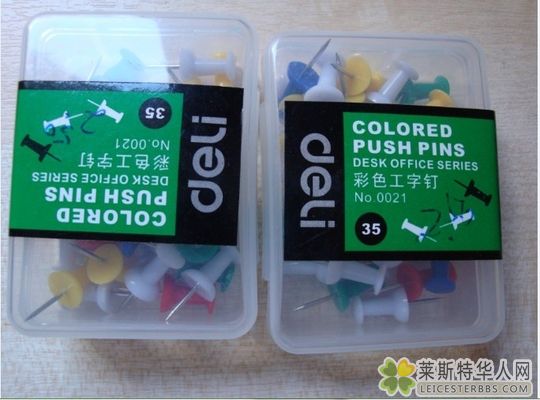 deli
COLORED
PUSH PINS
DESK OFFICE SERIES
彩色工字钉
No.0021
35
deli
COLORED
PUSH PINS
DESK OFFICE SERIES
彩色工字钉
No.0021
35
莱斯特华人网
LEICESTERBBS.COM